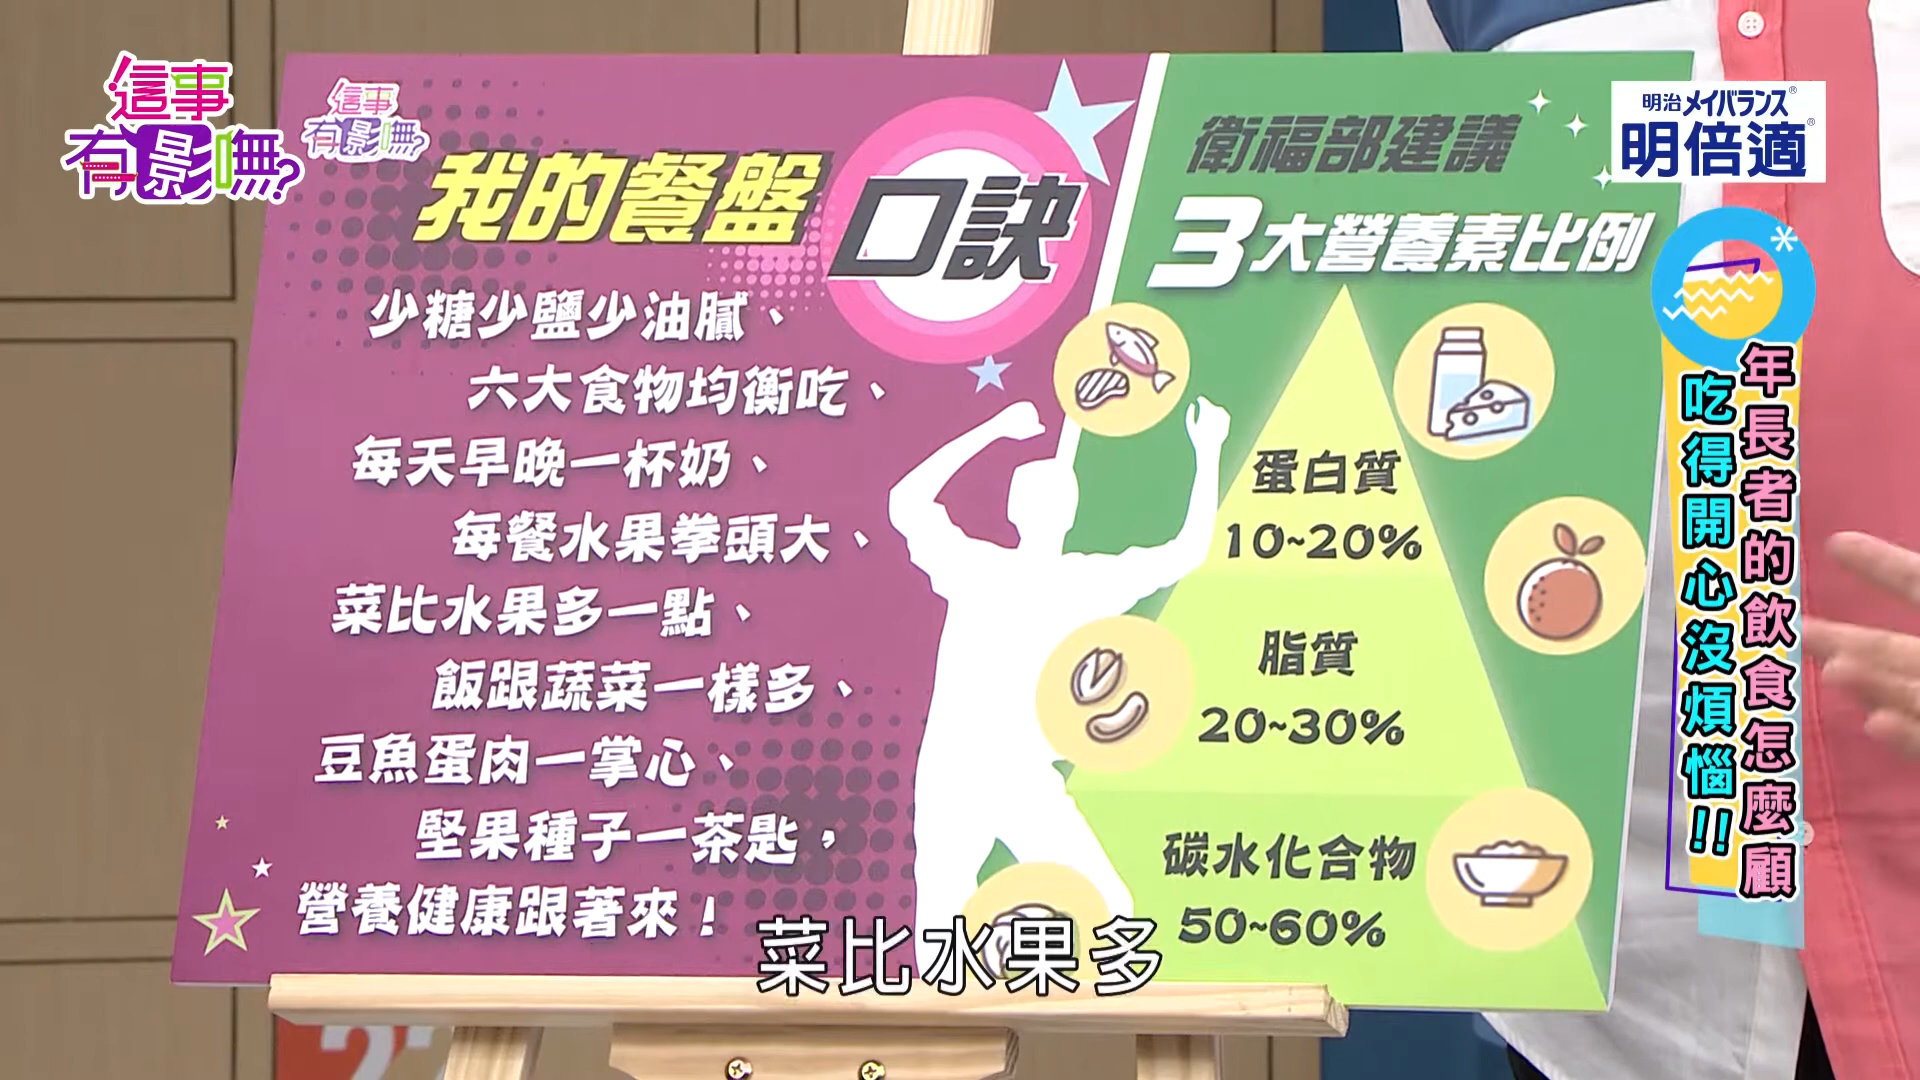 這事
有影嘸?
這事
有影嘸?
我的餐盤
口訣
少糖少鹽少油膩、
六大食物均衡吃、
每天早晚一杯奶、
每餐水果拳頭大、
菜比水果多一點、
飯跟蔬菜一樣多、
豆魚蛋肉一掌心、
堅果種子一茶匙，
營養健康跟著來！
衛福部建議
3大營養素比例
蛋白質
10~20%
脂質
20~30%
碳水化合物
50~60%
明治メイバランス®
明倍適®
年長者的飲食怎麼顧
吃得開心沒煩惱!!
菜比水果多